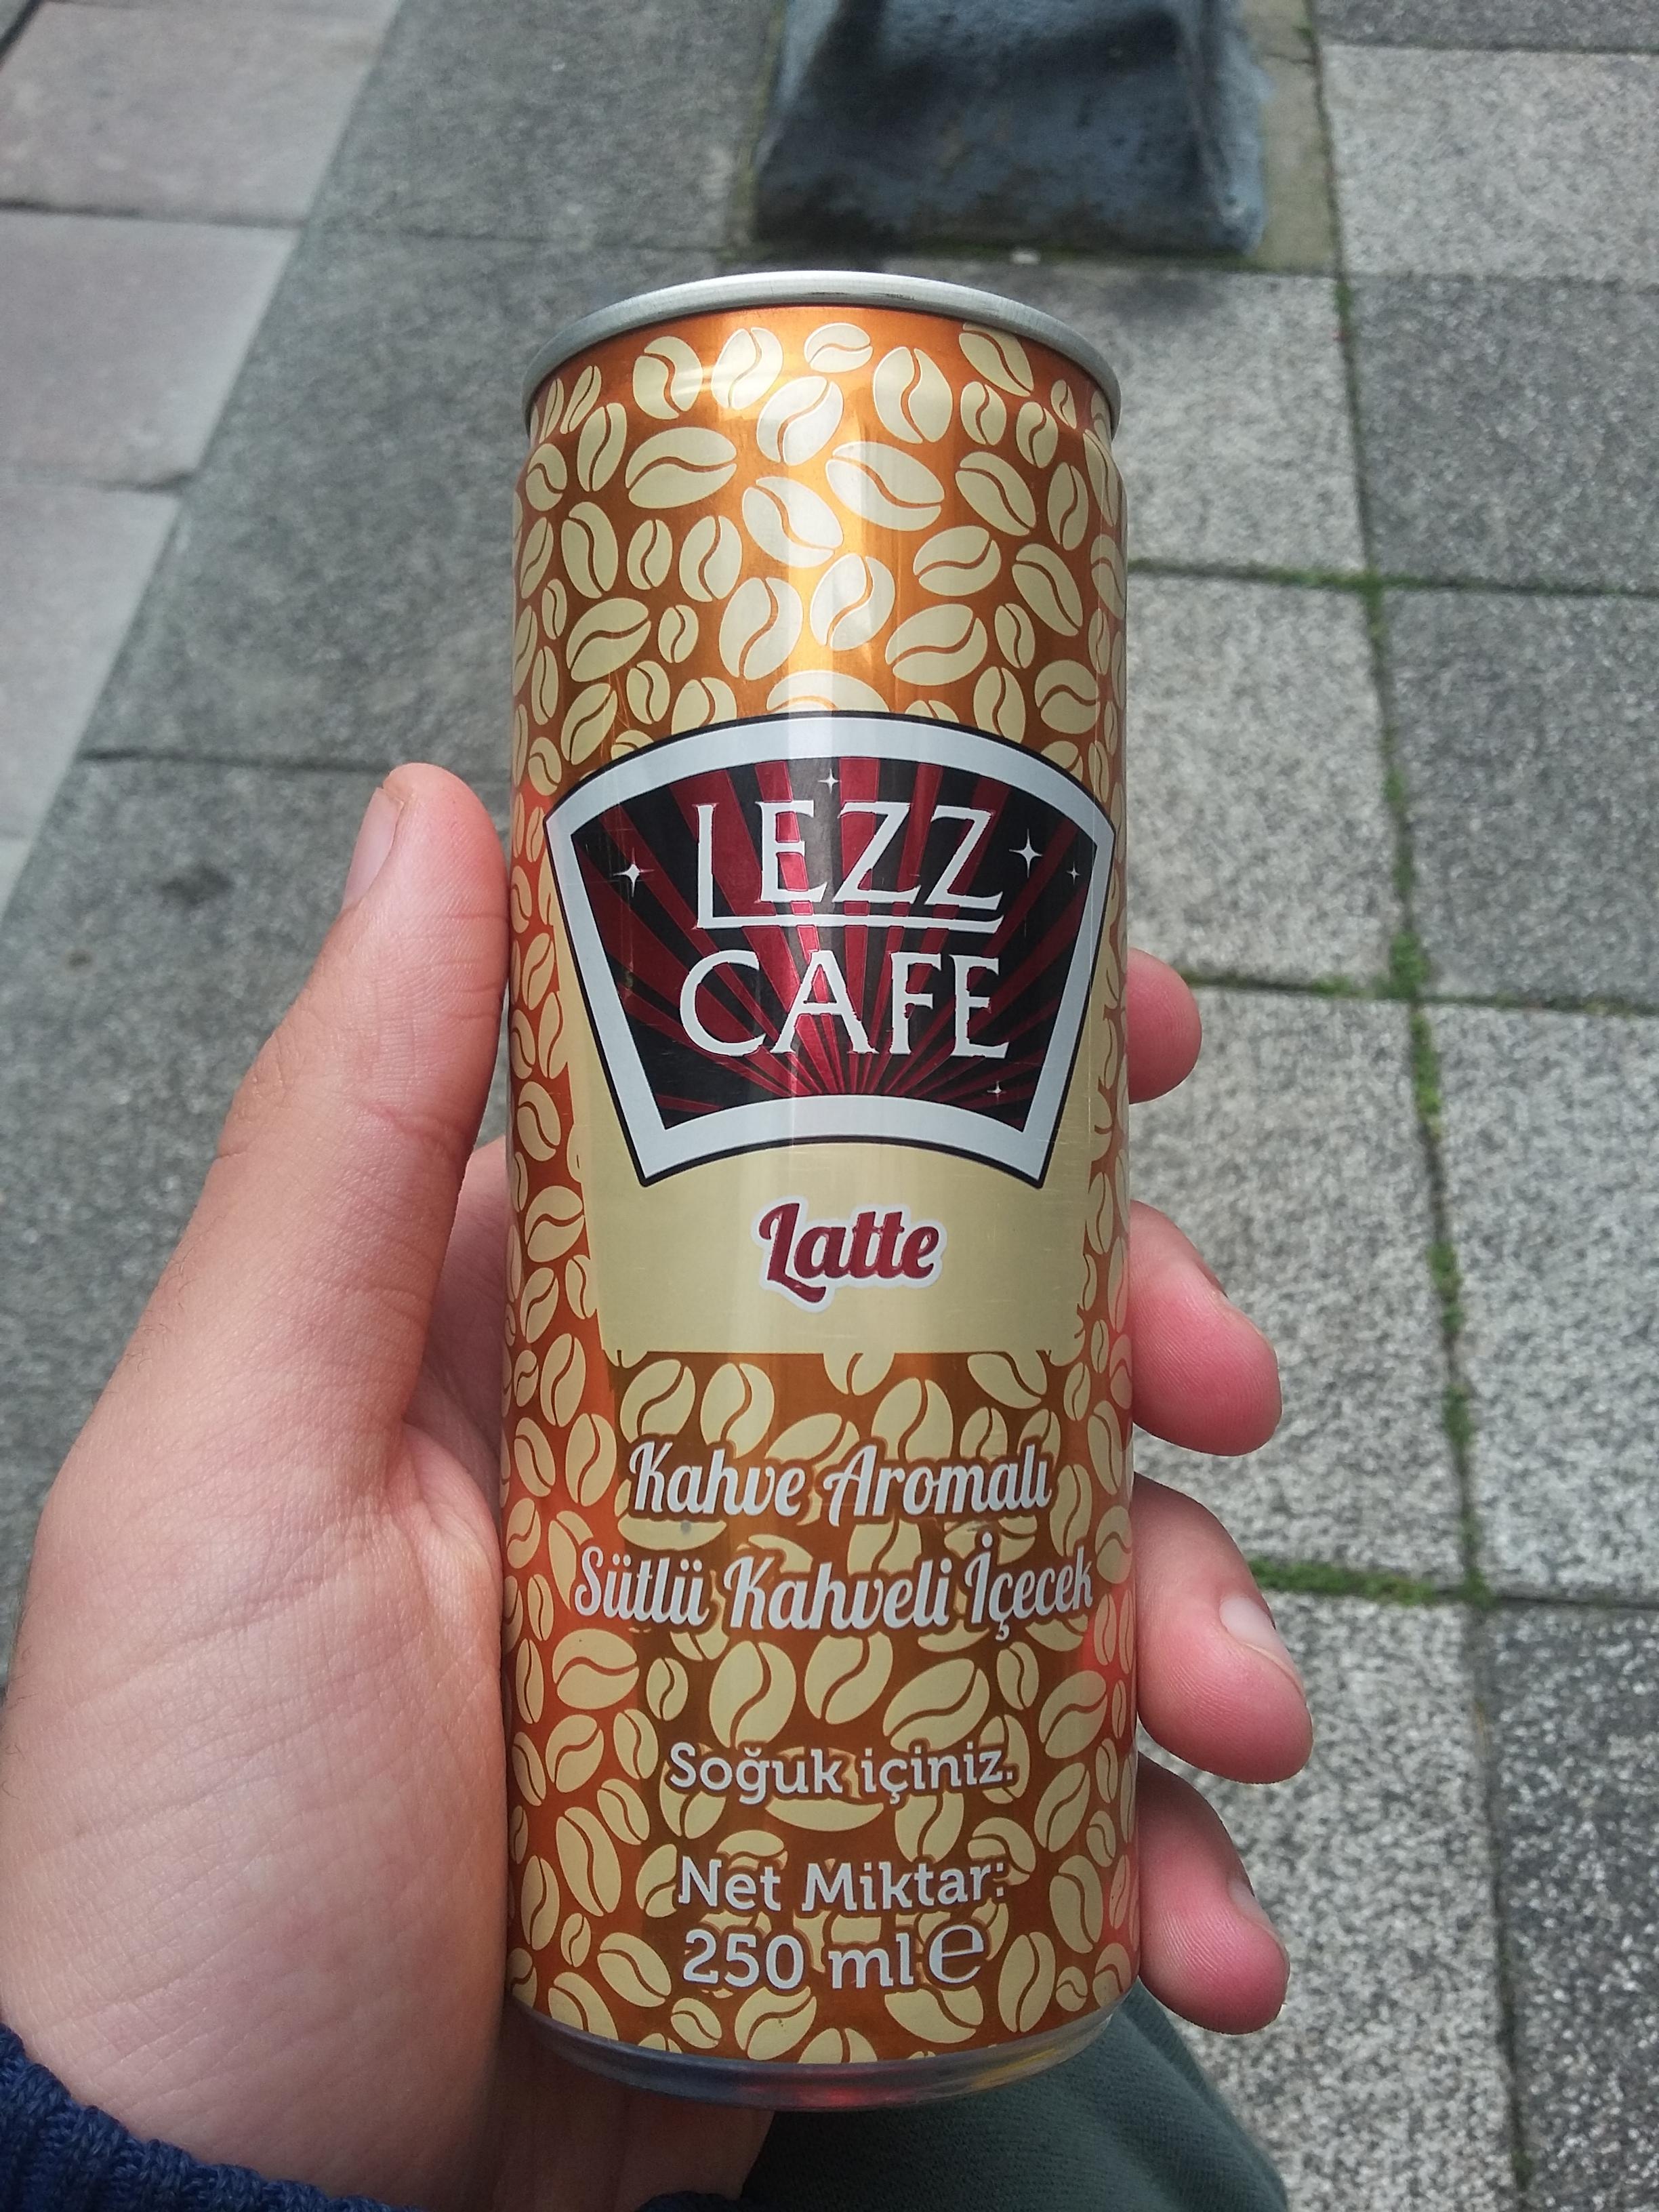 LEZZ
CAFE
Latte
Kahve Aromalı
Sütlü Kahveli İçecek
Soğuk içiniz.
Net Miktar:
250 ml e